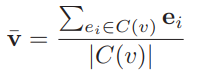 v̄ = ∑_{e_i∈C(v)} e_i / |C(v)|